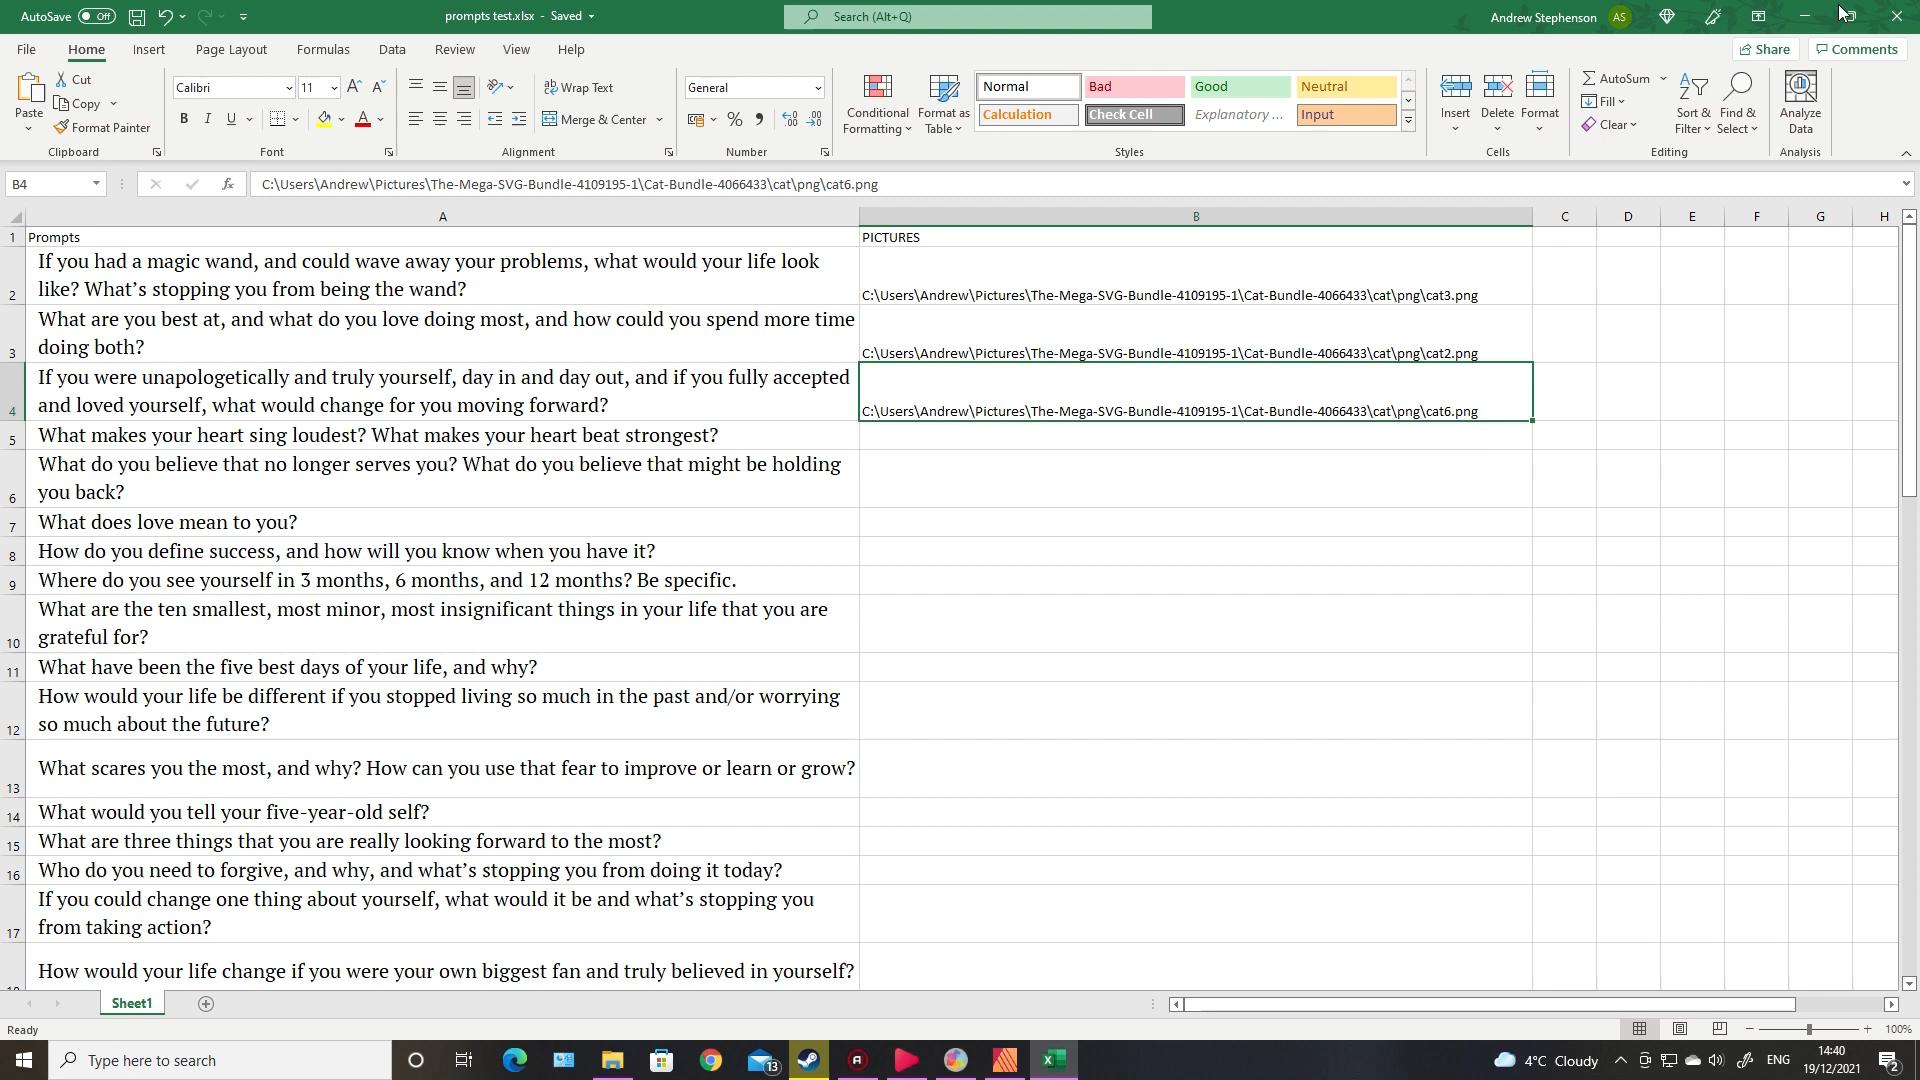 AutoSave Off prompts test.xlsx - Saved Search (Alt+Q) Andrew Stephenson AS
File Home Insert Page Layout Formulas Data Review View Help Share Comments
Paste Cut Copy Format Painter
Clipboard
Calibri 11 A A B I U A
Font
Wrap Text Merge & Center
Alignment
General % 9
Number
Conditional Formatting Format as Table
Normal Bad Good Neutral
Calculation Check Cell Explanatory ... Input
Styles
Insert Delete Format
Cells
AutoSum Fill Clear Sort & Filter Find & Select
Editing
Analyze Data
Analysis
B4 fx C:\Users\Andrew\Pictures\The-Mega-SVG-Bundle-4109195-1\Cat-Bundle-4066433\cat\png\cat6.png
A B C D E F G H
1 Prompts PICTURES
If you had a magic wand, and could wave away your problems, what would your life look
like? What’s stopping you from being the wand?
2 C:\Users\Andrew\Pictures\The-Mega-SVG-Bundle-4109195-1\Cat-Bundle-4066433\cat\png\cat3.png
What are you best at, and what do you love doing most, and how could you spend more time
doing both?
3 C:\Users\Andrew\Pictures\The-Mega-SVG-Bundle-4109195-1\Cat-Bundle-4066433\cat\png\cat2.png
If you were unapologetically and truly yourself, day in and day out, and if you fully accepted
and loved yourself, what would change for you moving forward?
4 C:\Users\Andrew\Pictures\The-Mega-SVG-Bundle-4109195-1\Cat-Bundle-4066433\cat\png\cat6.png
5 What makes your heart sing loudest? What makes your heart beat strongest?
What do you believe that no longer serves you? What do you believe that might be holding
6 you back?
7 What does love mean to you?
8 How do you define success, and how will you know when you have it?
9 Where do you see yourself in 3 months, 6 months, and 12 months? Be specific.
What are the ten smallest, most minor, most insignificant things in your life that you are
10 grateful for?
11 What have been the five best days of your life, and why?
How would your life be different if you stopped living so much in the past and/or worrying
12 so much about the future?
13 What scares you the most, and why? How can you use that fear to improve or learn or grow?
14 What would you tell your five-year-old self?
15 What are three things that you are really looking forward to the most?
16 Who do you need to forgive, and why, and what’s stopping you from doing it today?
If you could change one thing about yourself, what would it be and what’s stopping you
17 from taking action?
How would your life change if you were your own biggest fan and truly believed in yourself?
Sheet1
Ready 100%
Type here to search 13 4°C Cloudy ENG 14:40
19/12/2021 2